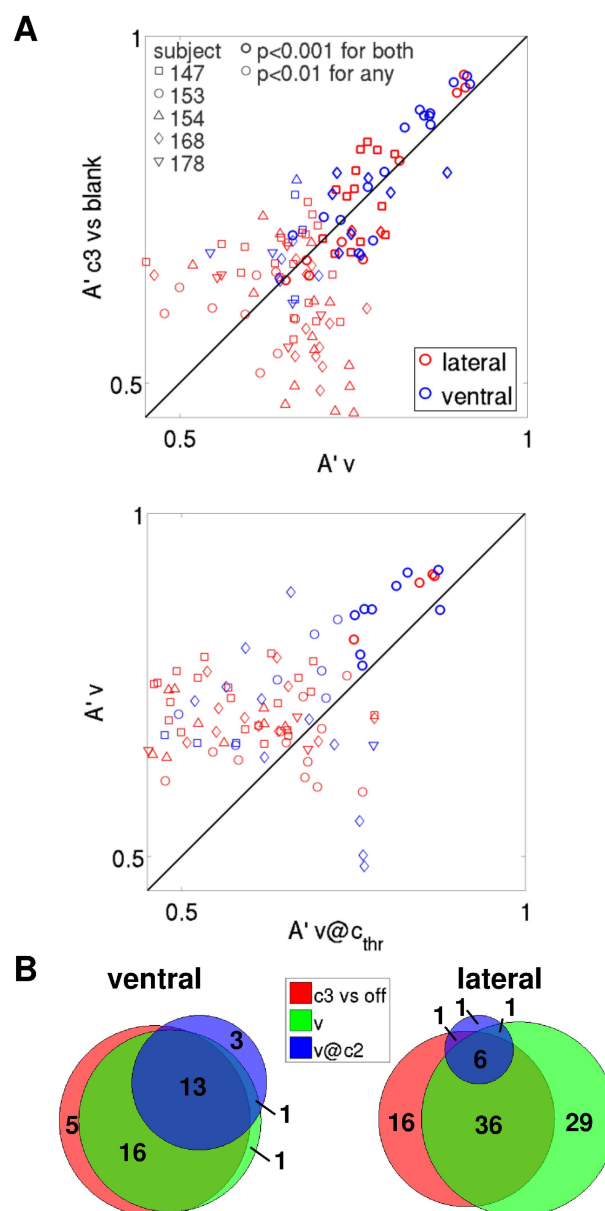 A
1
subject
147
153
154
168
178
p<0.001 for both
p<0.01 for any
A' c3 vs blank
0.5
lateral
ventral
0.5
1
A' v
1
A' v
0.5
0.5
1
A' v@c_thr
B
ventral
c3 vs off
v
v@c2
lateral
3
13
5
16
1
1
1
1
1
6
16
36
29